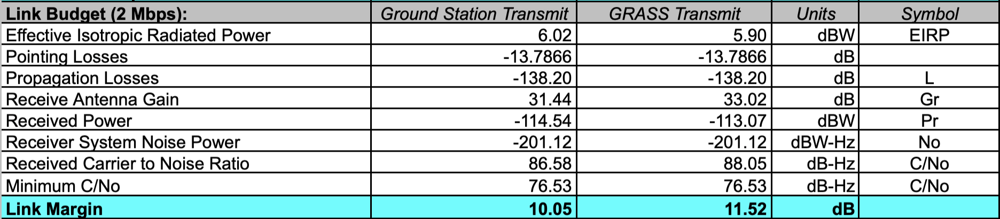 Link Budget (2 Mbps): Ground Station Transmit GRASS Transmit Units Symbol
Effective Isotropic Radiated Power 6.02 5.90 dBW EIRP
Pointing Losses -13.7866 -13.7866 dB
Propagation Losses -138.20 -138.20 dB L
Receive Antenna Gain 31.44 33.02 dB Gr
Received Power -114.54 -113.07 dBW Pr
Receiver System Noise Power -201.12 -201.12 dBW-Hz No
Received Carrier to Noise Ratio 86.58 88.05 dB-Hz C/No
Minimum C/No 76.53 76.53 dB-Hz C/No
Link Margin 10.05 11.52 dB